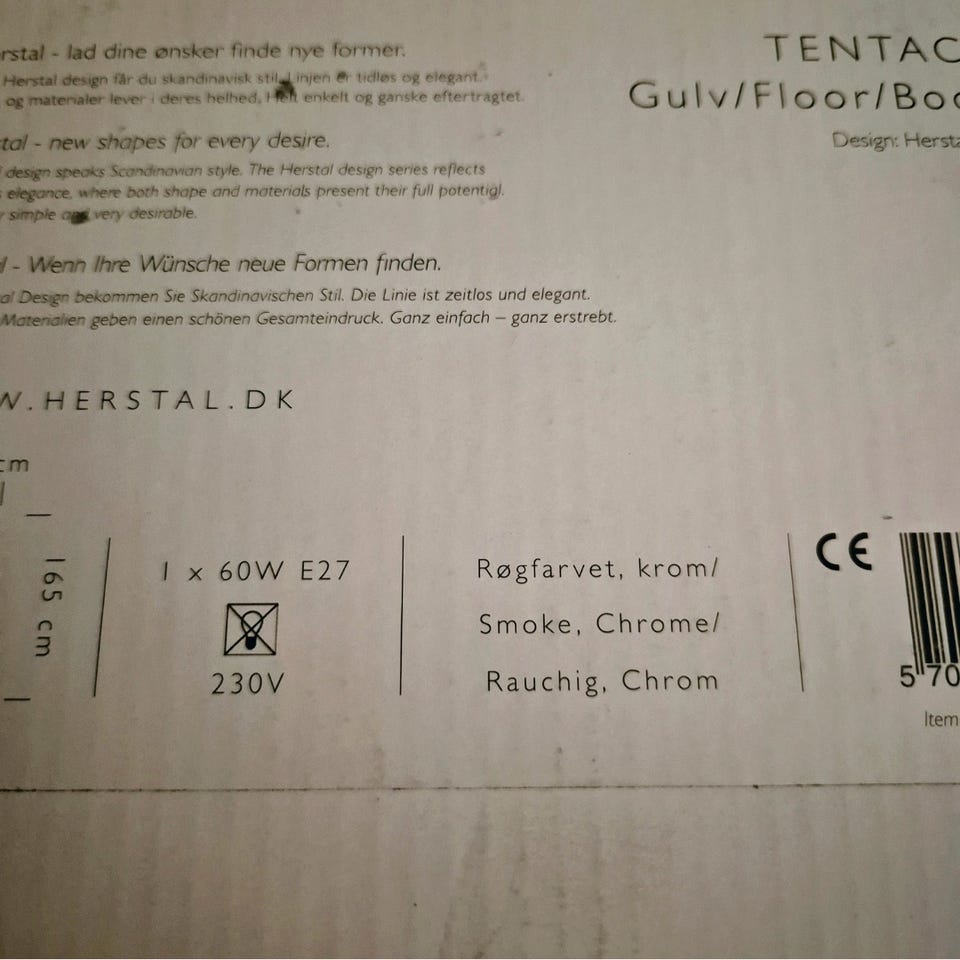 rstal - lad dine ønsker finde nye former.
Herstal design får du skandinavisk stil. Linjen er tidløs og elegant.
og materialer lever i deres helhed. Helt enkelt og ganske eftertragtet.
tal - new shapes for every desire.
design speaks Scandinavian style. The Herstal design series reflects
elegance, where both shape and materials present their full potential.
simple and very desirable.
- Wenn Ihre Wünsche neue Formen finden.
al Design bekommen Sie Skandinavischen Stil. Die Linie ist zeitlos und elegant.
Materialien geben einen schönen Gesamteindruck. Ganz einfach – ganz erstrebt.
W.HERSTAL.DK
TENTAC
Gulv/Floor/Bod
Design: Hersta
cm
165 cm
1 x 60W E27
230V
Røgfarvet, krom/
Smoke, Chrome/
Rauchig, Chrom
CE
5 70
Item